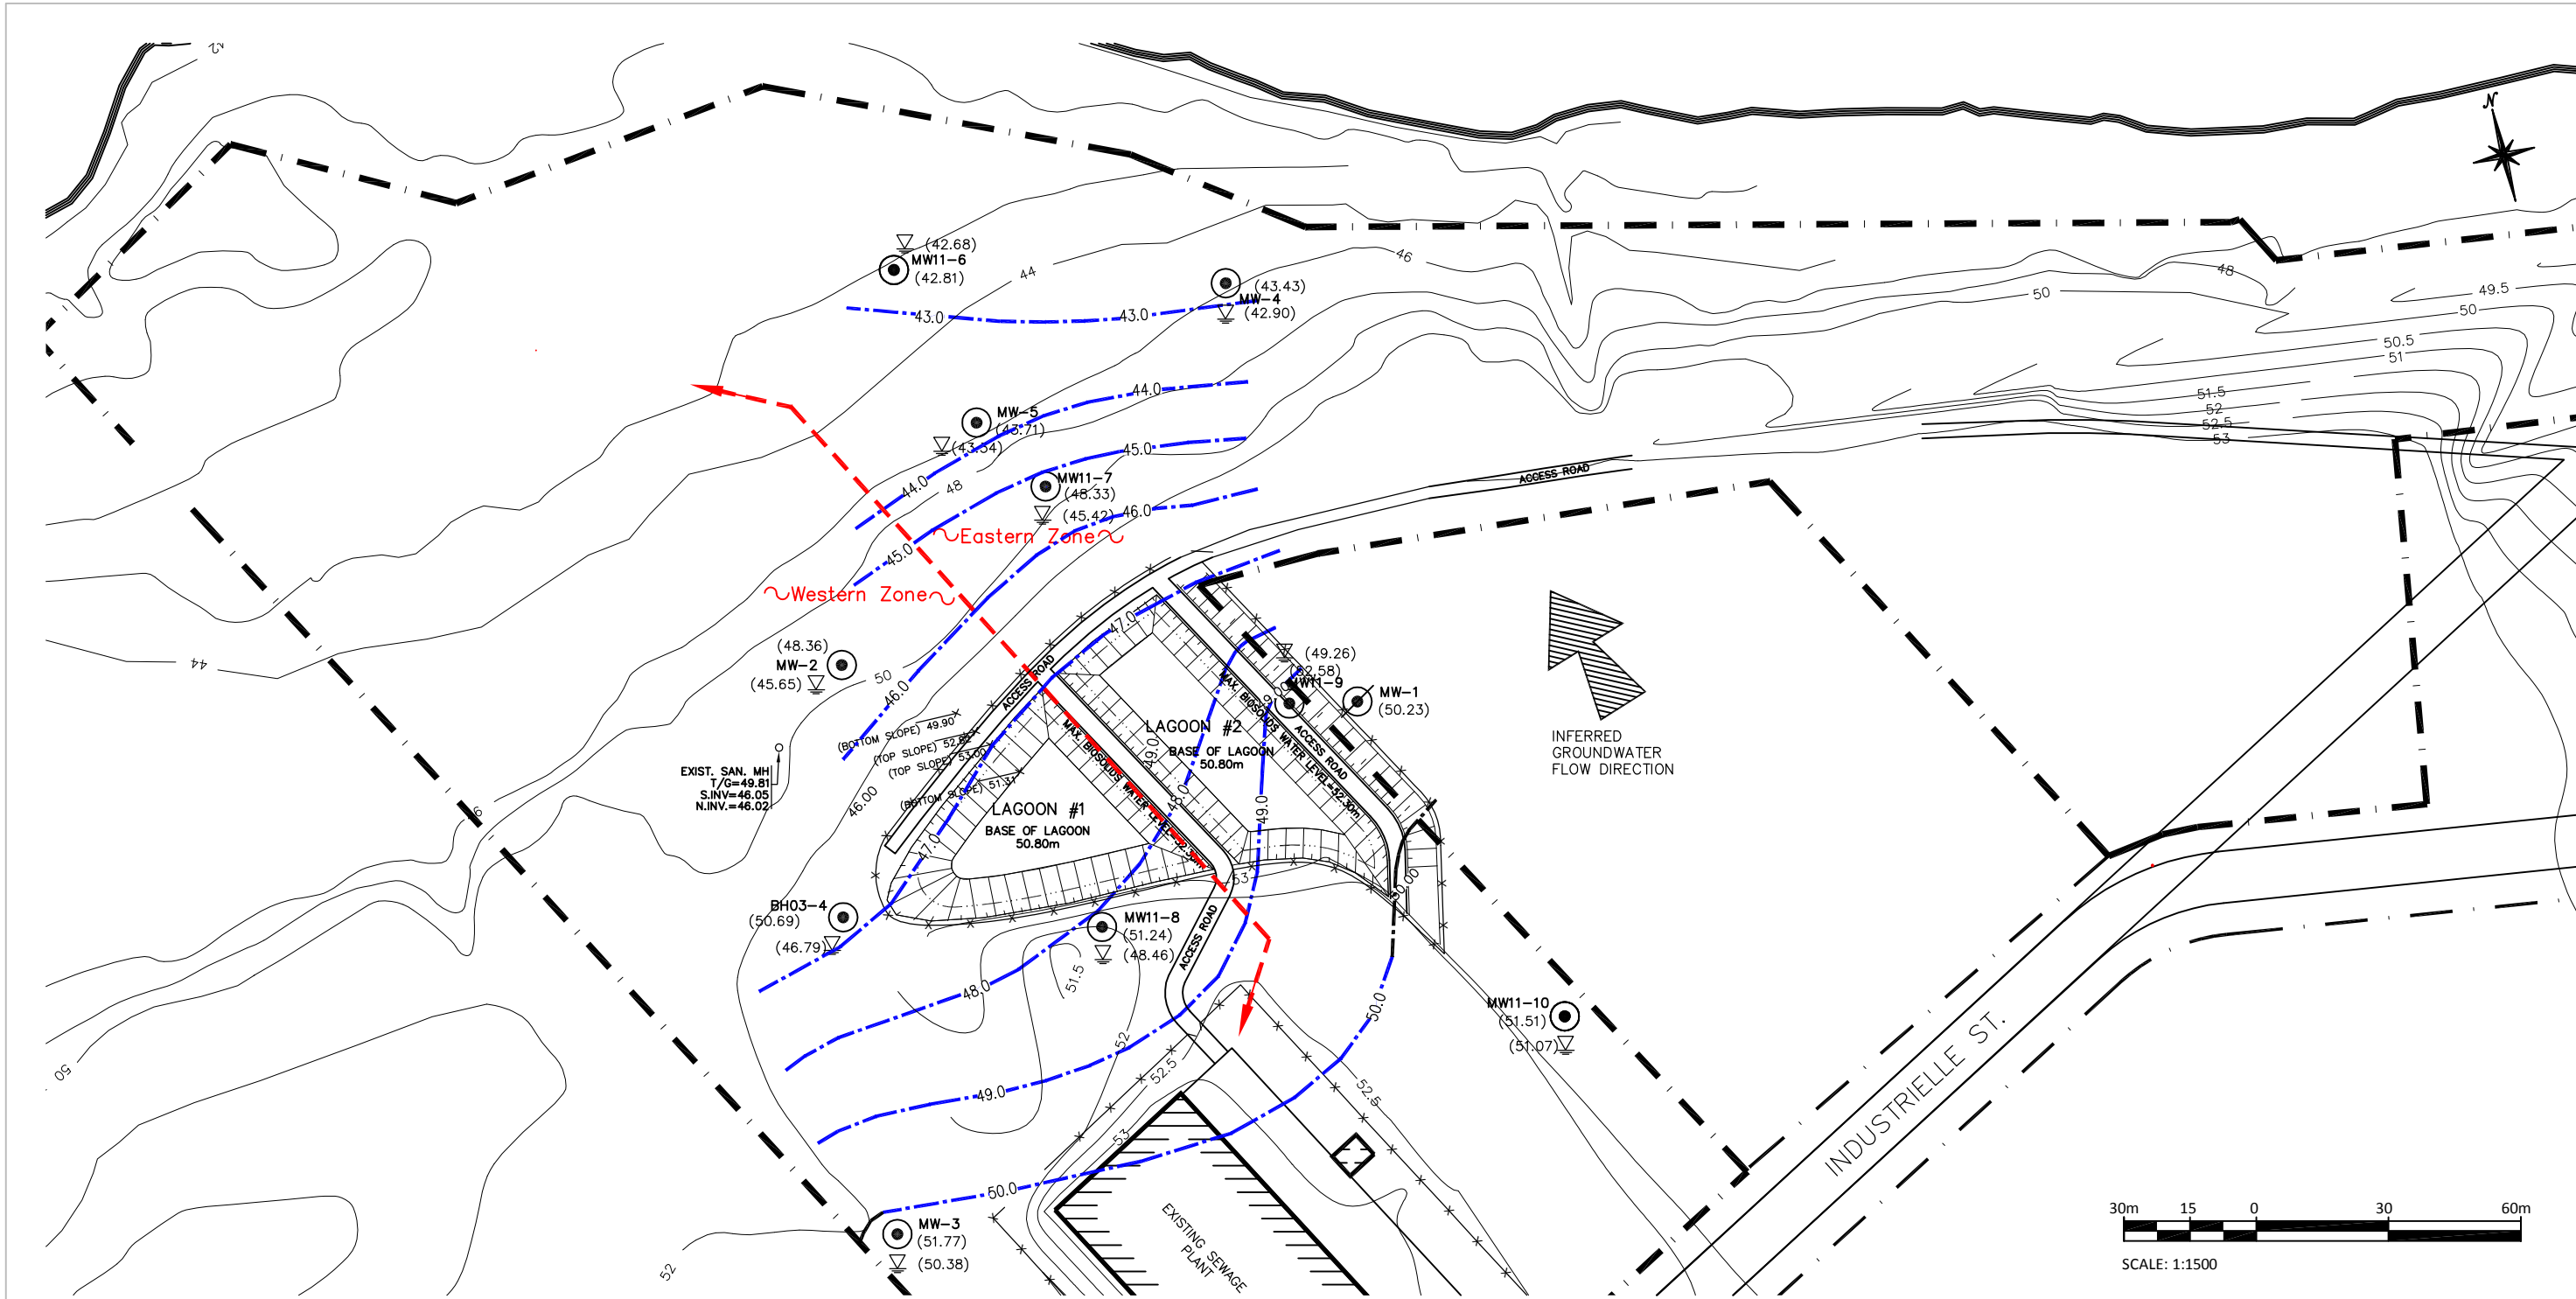 N
52
(42.68)
MW11-6
(42.81)
44
46
48
50
(43.43)
MW-4
(42.90)
49.5
50
50.5
51
51.5
52
52.5
53
43.0
43.0
44.0
MW-5
(43.71)
(43.54)
44.0
45.0
48
MW11-7
(48.33)
(45.42)
46.0
ACCESS ROAD
Eastern Zone
45.0
Western Zone
(48.36)
MW-2
(45.65)
50
46.0
44
47.0
ACCESS ROAD
(49.26)
(52.58)
MW11-9
MW-1
(50.23)
49.00
MAX. BIOSOLIDS WATER LEVEL=52.30m
ACCESS ROAD
LAGOON #2
BASE OF LAGOON
50.80m
49.0
48.0
49.0
MAX. BIOSOLIDS WATER LEVEL=52.30m
INFERRED
GROUNDWATER
FLOW DIRECTION
(BOTTOM SLOPE) 49.90
(TOP SLOPE) 52.82
(TOP SLOPE) 53.00
(BOTTOM SLOPE) 51.31
EXIST. SAN. MH
T/G=49.81
S.INV=46.05
N.INV.=46.02
46.00
LAGOON #1
BASE OF LAGOON
50.80m
47.0
53
50.00
BH03-4
(50.69)
(46.79)
MW11-8
(51.24)
(48.46)
ACCESS ROAD
51.5
48.0
50.0
MW11-10
(51.51)
(51.07)
52
52.5
52.5
50
49.0
53
INDUSTRIELLE ST.
50.0
MW-3
(51.77)
(50.38)
52
EXISTING SEWAGE
PLANT
30m 15 0 30 60m
SCALE: 1:1500